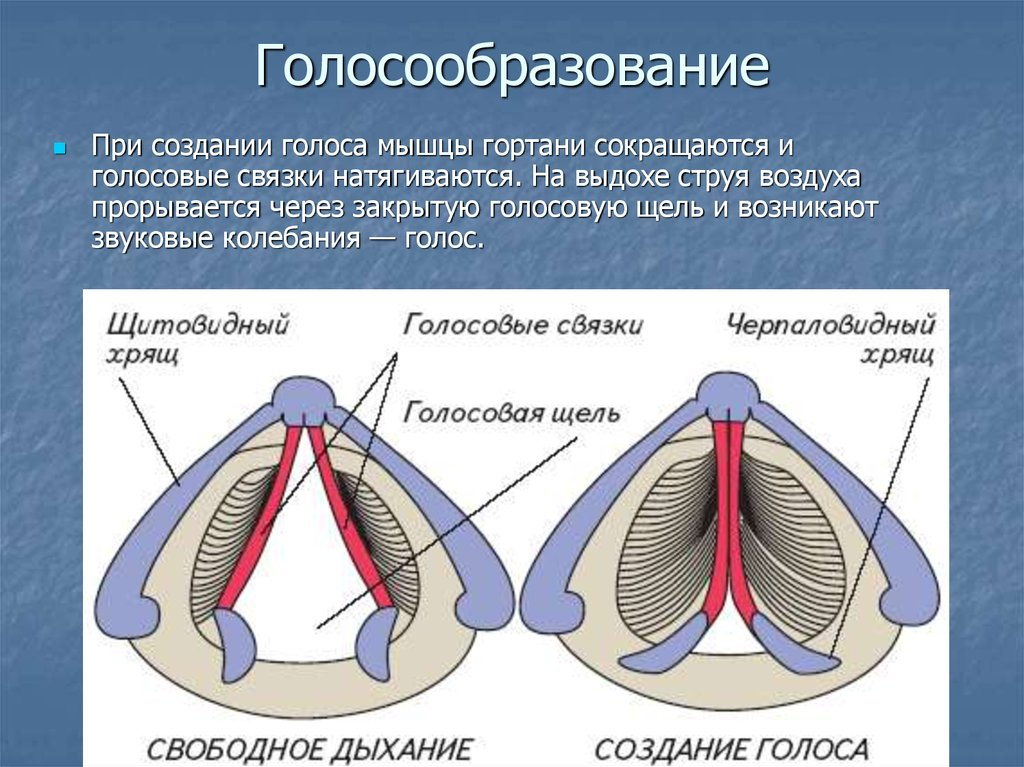 Голосообразование
При создании голоса мышцы гортани сокращаются и
голосовые связки натягиваются. На выдохе струя воздуха
прорывается через закрытую голосовую щель и возникают
звуковые колебания — голос.
Щитовидный
хрящ
Голосовые связки
Черпаловидный
хрящ
Голосовая щель
СВОБОДНОЕ ДЫХАНИЕ
СОЗДАНИЕ ГОЛОСА